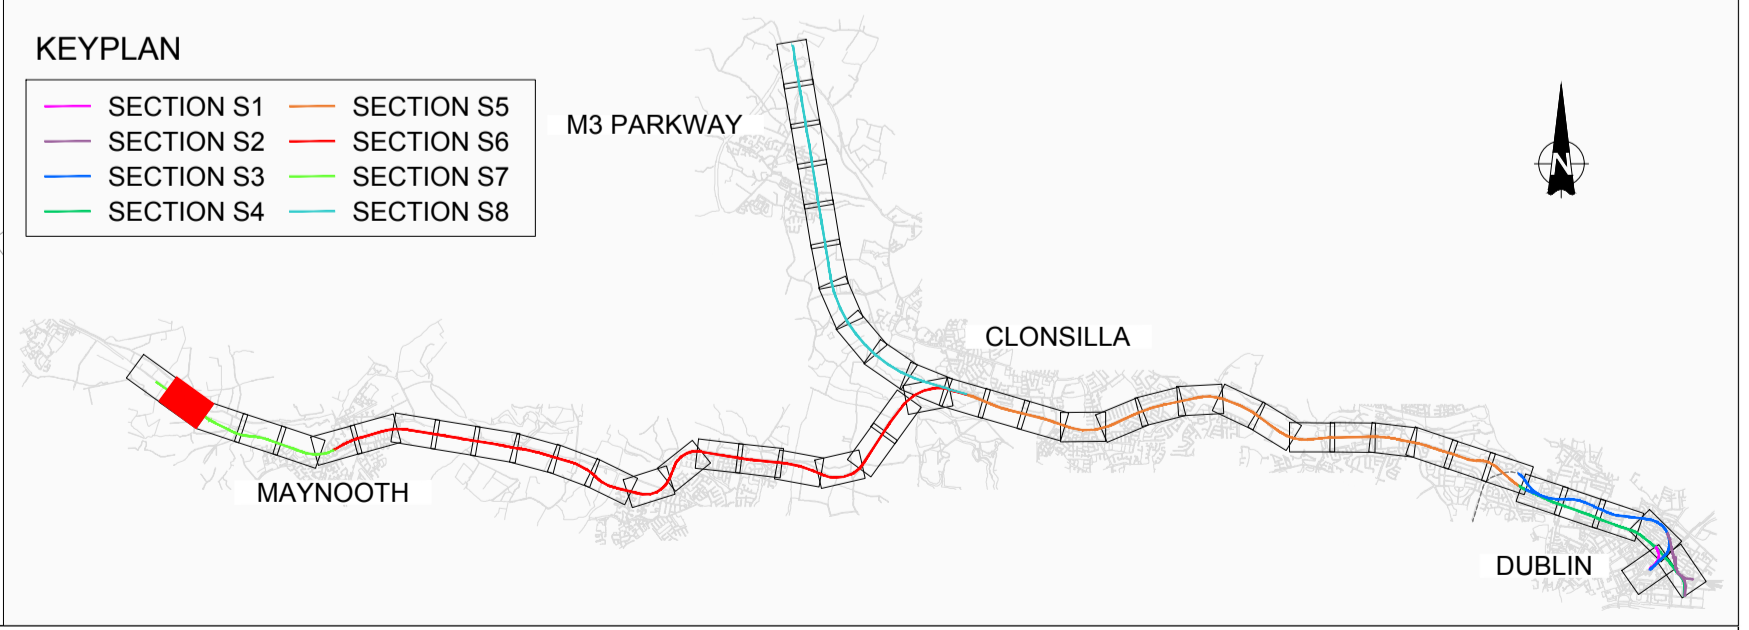 KEYPLAN
SECTION S1
SECTION S2
SECTION S3
SECTION S4
SECTION S5
SECTION S6
SECTION S7
SECTION S8
M3 PARKWAY
N
CLONSILLA
MAYNOOTH
DUBLIN